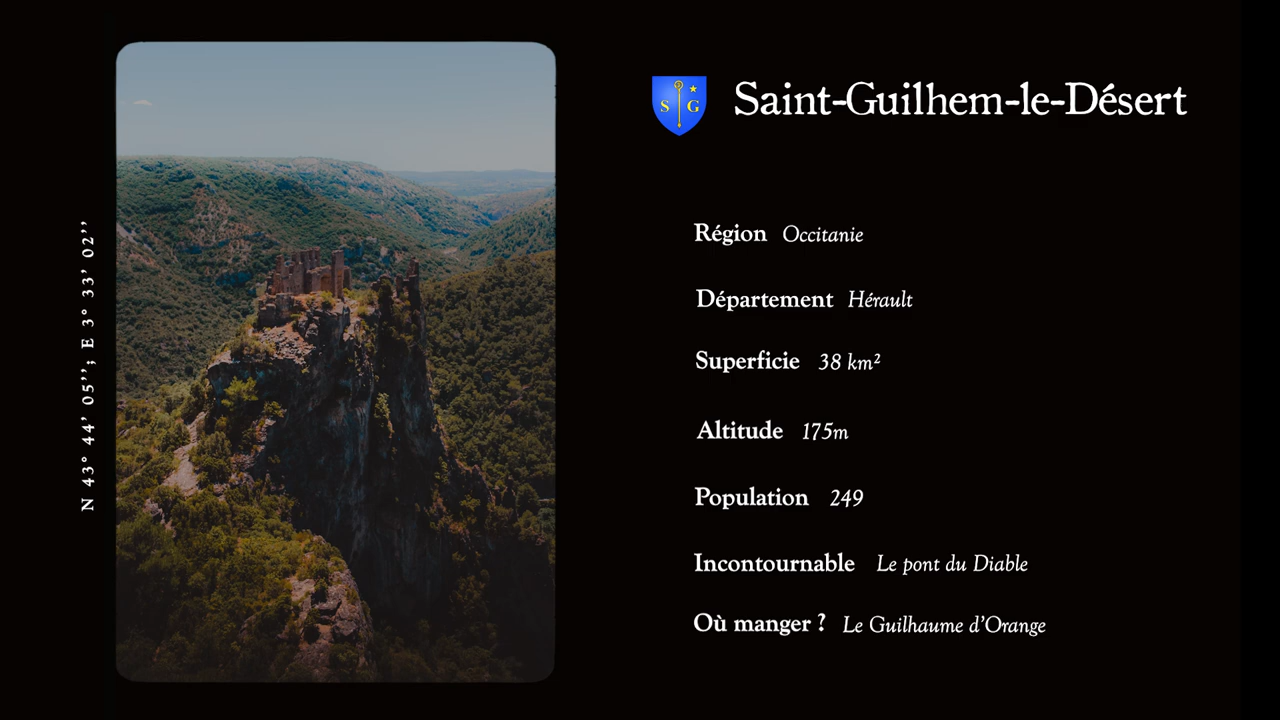 N 43° 44’ 05’’; E 3° 33’ 02’’
S G
Saint-Guilhem-le-Désert
Région Occitanie
Département Hérault
Superficie 38 km²
Altitude 175m
Population 249
Incontournable Le pont du Diable
Où manger ? Le Guilhaume d’Orange